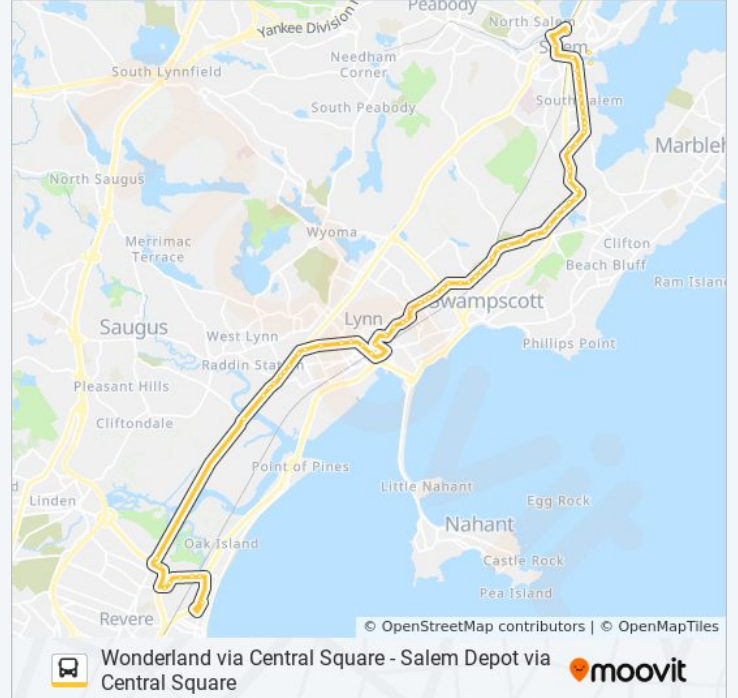 Peabody
North Salem
Yankee Division
Salem
Needham
Corner
South Lynnfield
South Peabody
South Salem
Marbleh
North Saugus
Wyoma
Merrimac
Terrace
Clifton
Beach Bluff
Ram Island
Swampscott
Lynn
Saugus
West Lynn
Phillips Point
Raddin Station
Pleasant Hills
Cliftondale
Point of Pines
Little Nahant
Linden
Egg Rock
Nahant
Oak Island
Castle Rock
Pea Island
Revere
© OpenStreetMap contributors | © OpenMapTiles
Wonderland via Central Square - Salem Depot via
Central Square
moovit